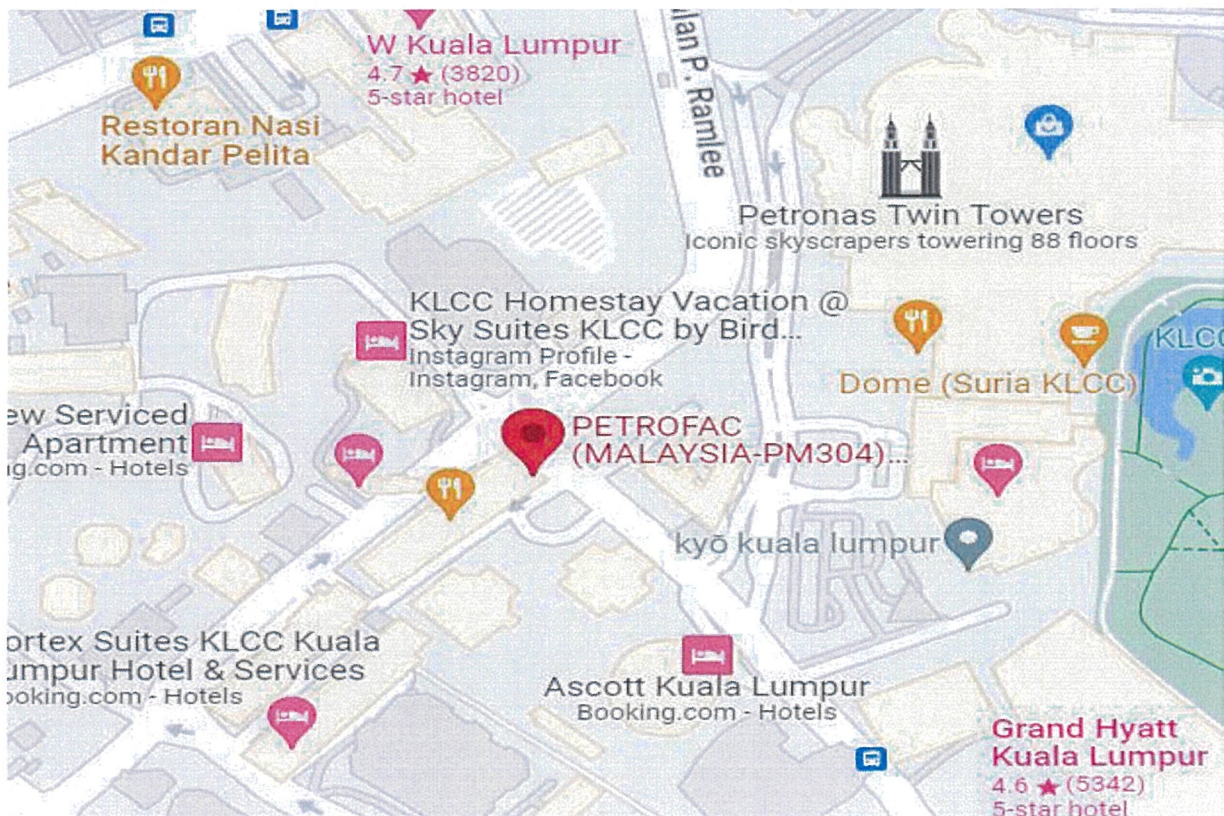 W Kuala Lumpur
4.7 ★ (3820)
5-star hotel
Restoran Nasi
Kandar Pelita
lan P. Ramlee
Petronas Twin Towers
Iconic skyscrapers towering 88 floors
KLCC Homestay Vacation @
Sky Suites KLCC by Bird...
Instagram Profile -
Instagram, Facebook
KLCC
Dome (Suria KLCC)
ew Serviced
Apartment
ng.com - Hotels
PETROFAC
(MALAYSIA-PM304)...
kyō kuala lumpur
ortex Suites KLCC Kuala
umpur Hotel & Services
ooking.com - Hotels
Ascott Kuala Lumpur
Booking.com - Hotels
Grand Hyatt
Kuala Lumpur
4.6 ★ (5342)
5-star hotel